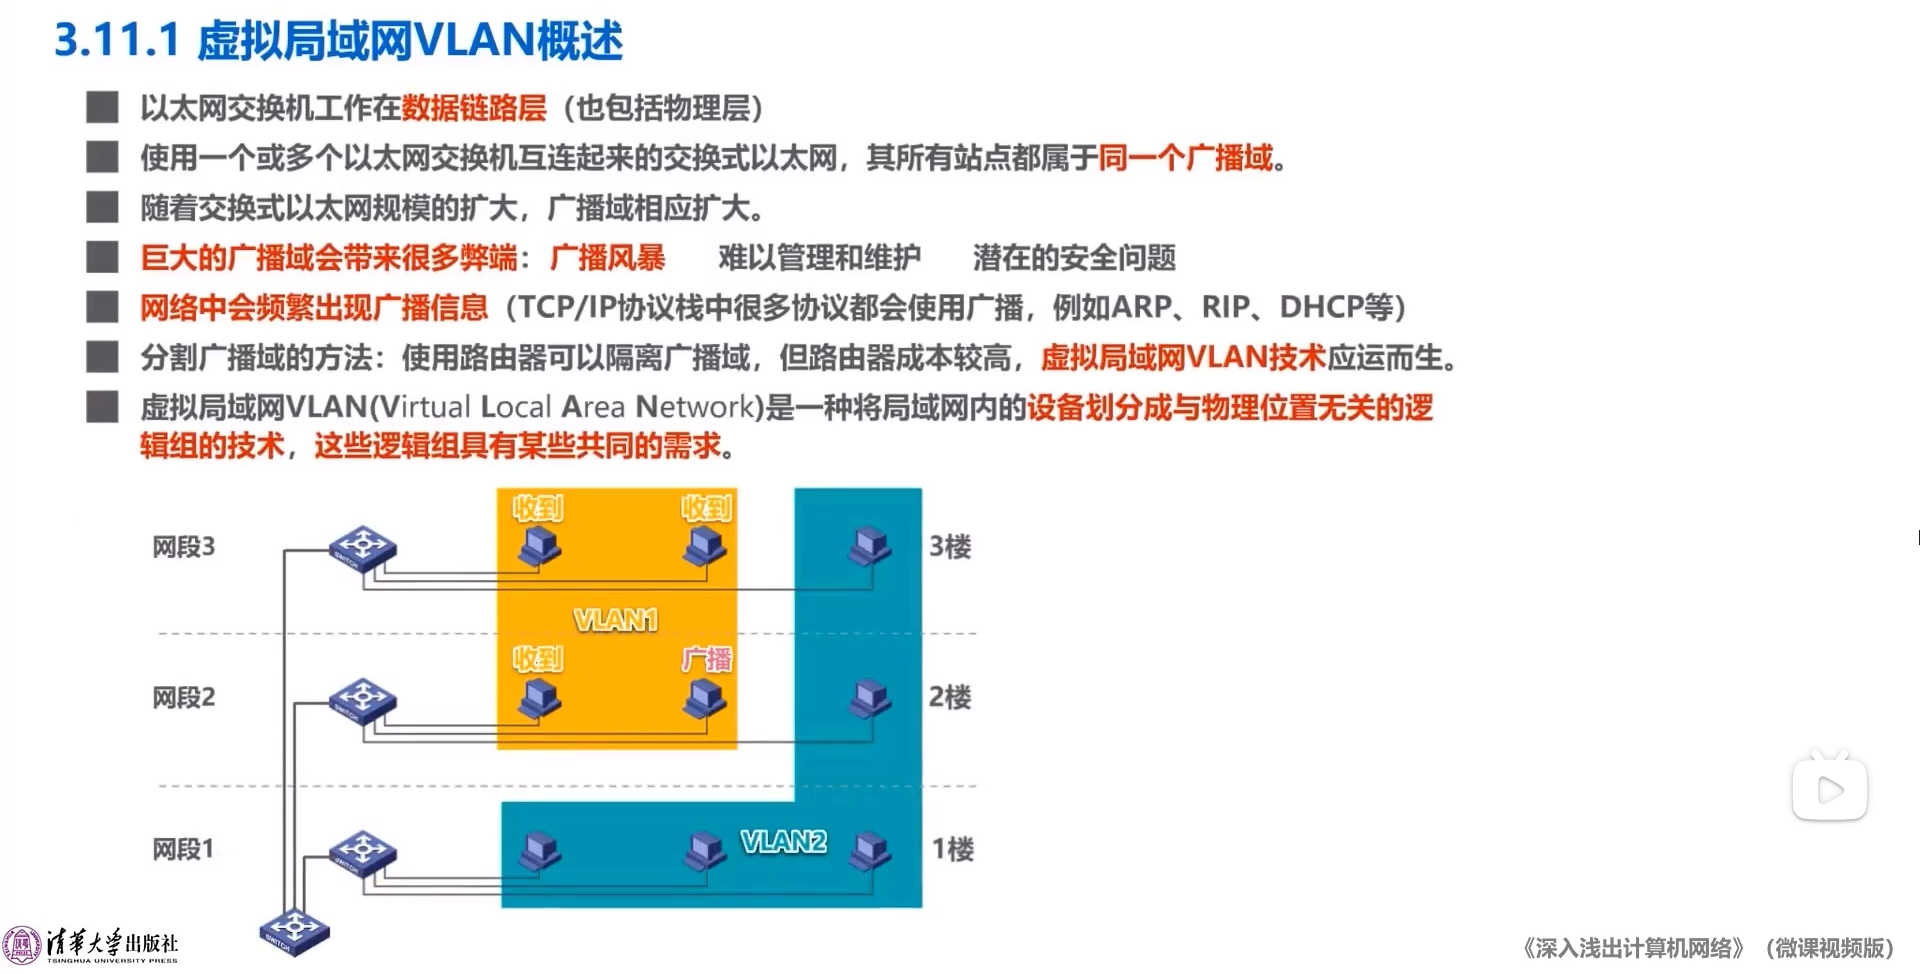 3.11.1 虚拟局域网VLAN概述
以太网交换机工作在数据链路层（也包括物理层）
使用一个或多个以太网交换机互连起来的交换式以太网，其所有站点都属于同一个广播域。
随着交换式以太网规模的扩大，广播域相应扩大。
巨大的广播域会带来很多弊端：广播风暴 难以管理和维护 潜在的安全问题
网络中会频繁出现广播信息（TCP/IP协议栈中很多协议都会使用广播，例如ARP、RIP、DHCP等）
分割广播域的方法：使用路由器可以隔离广播域，但路由器成本较高，虚拟局域网VLAN技术应运而生。
虚拟局域网VLAN(Virtual Local Area Network)是一种将局域网内的设备划分成与物理位置无关的逻
辑组的技术，这些逻辑组具有某些共同的需求。
收到 收到
网段3 SWITCH 3楼
VLAN1
收到 广播
网段2 SWITCH 2楼
网段1 SWITCH VLAN2 1楼
SWITCH
清华大学出版社
TSINGHUA UNIVERSITY PRESS
《深入浅出计算机网络》（微课视频版）